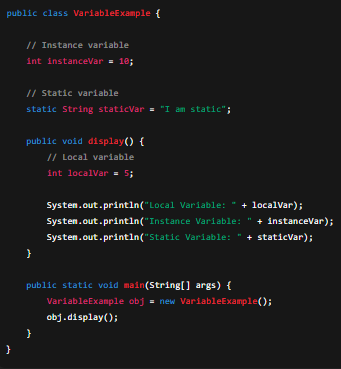 public class VariableExample {
// Instance variable
int instanceVar = 10;
// Static variable
static String staticVar = "I am static";
public void display() {
// Local variable
int localVar = 5;
System.out.println("Local Variable: " + localVar);
System.out.println("Instance Variable: " + instanceVar);
System.out.println("Static Variable: " + staticVar);
}
public static void main(String[] args) {
VariableExample obj = new VariableExample();
obj.display();
}
}